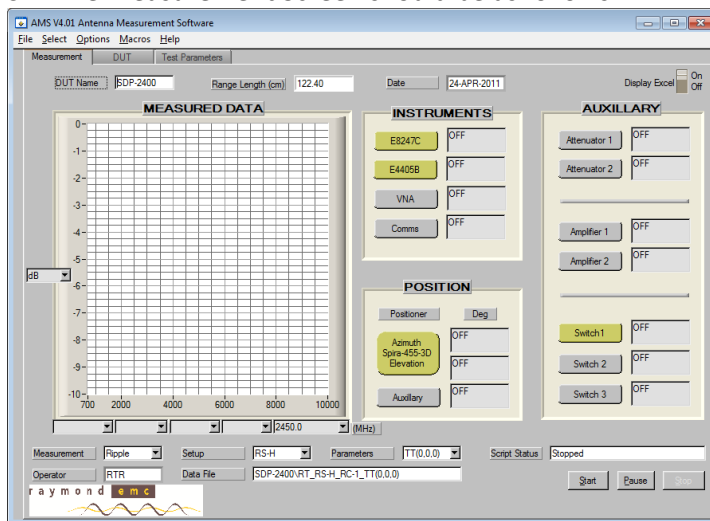 AMS V4.01 Antenna Measurement Software
File Select Options Macros Help
Measurement DUT Test Parameters
DUT Name SDP-2400 Range Length (cm) 122.40 Date 24-APR-2011 Display Excel On Off
MEASURED DATA
0
-1
-2
-3
-4
-5
-6
-7
-8
-9
-10
dB
700 2000 4000 6000 8000 10000
2450.0 (MHz)
INSTRUMENTS
E8247C OFF
E4405B OFF
VNA OFF
Comms OFF
POSITION
Positioner Deg
Azimuth OFF
Spira-455-3D
Elevation OFF
Auxillary OFF
AUXILLARY
Attenuator 1 OFF
Attenuator 2 OFF
Amplifier 1 OFF
Amplifier 2 OFF
Switch1 OFF
Switch 2 OFF
Switch 3 OFF
Measurement Ripple Setup RS-H Parameters TT(0,0,0) Script Status Stopped
Operator RTR Data File SDP-2400\RT_RS-H_RC-1_TT(0,0,0)
Start Pause Stop
raymond emc